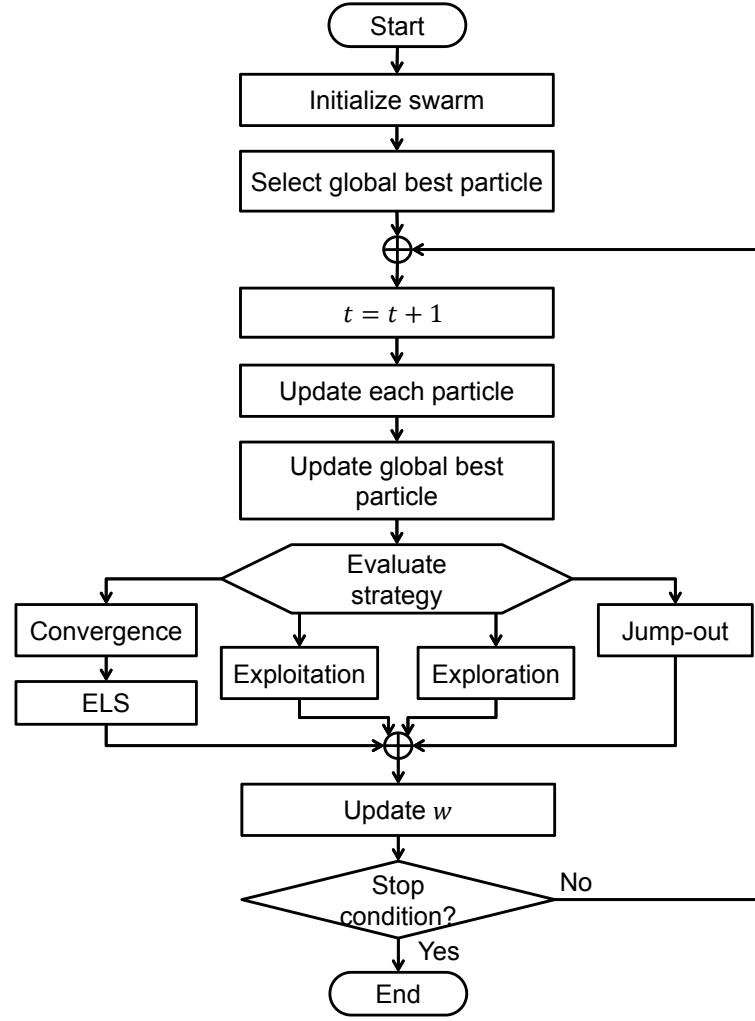 Start
Initialize swarm
Select global best particle
t = t + 1
Update each particle
Update global best
particle
Evaluate
strategy
Convergence
Jump-out
Exploitation
Exploration
ELS
Update w
Stop
condition?
No
Yes
End